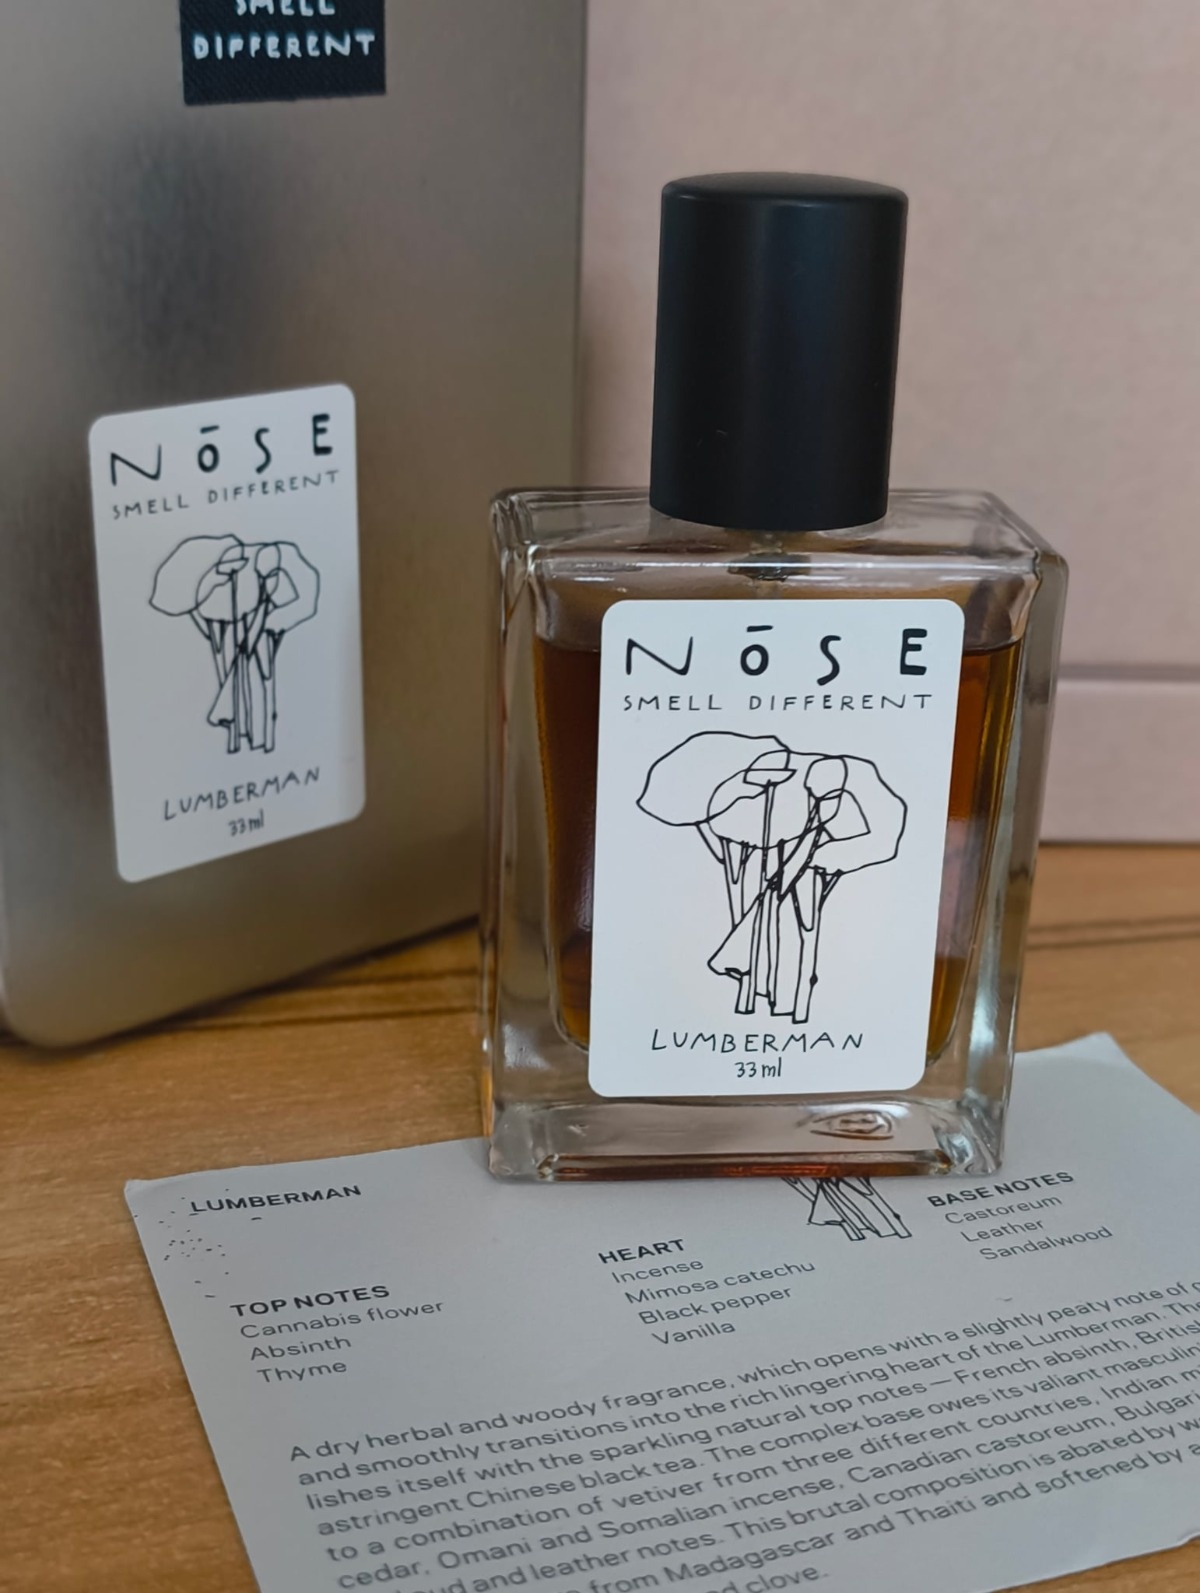 SMELL
DIFFERENT
NōSE
SMELL DIFFERENT
LUMBERMAN
33ml
NōSE
SMELL DIFFERENT
LUMBERMAN
33ml
LUMBERMAN
TOP NOTES
Cannabis flower
Absinth
Thyme
HEART
Incense
Mimosa catechu
Black pepper
Vanilla
BASE NOTES
Castoreum
Leather
Sandalwood
A dry herbal and woody fragrance, which opens with a slightly peaty note of
and smoothly transitions into the rich lingering heart of the Lumberman.
lishes itself with the sparkling natural top notes—French absinth, British
astringent Chinese black tea. The complex base owes its valiant
to a combination of vetiver from three different countries, Indian
cedar, Omani and Somalian incense, Canadian castoreum,
oud and leather notes. This brutal composition is abated by
from Madagascar and Thaiti and softened by
clove.